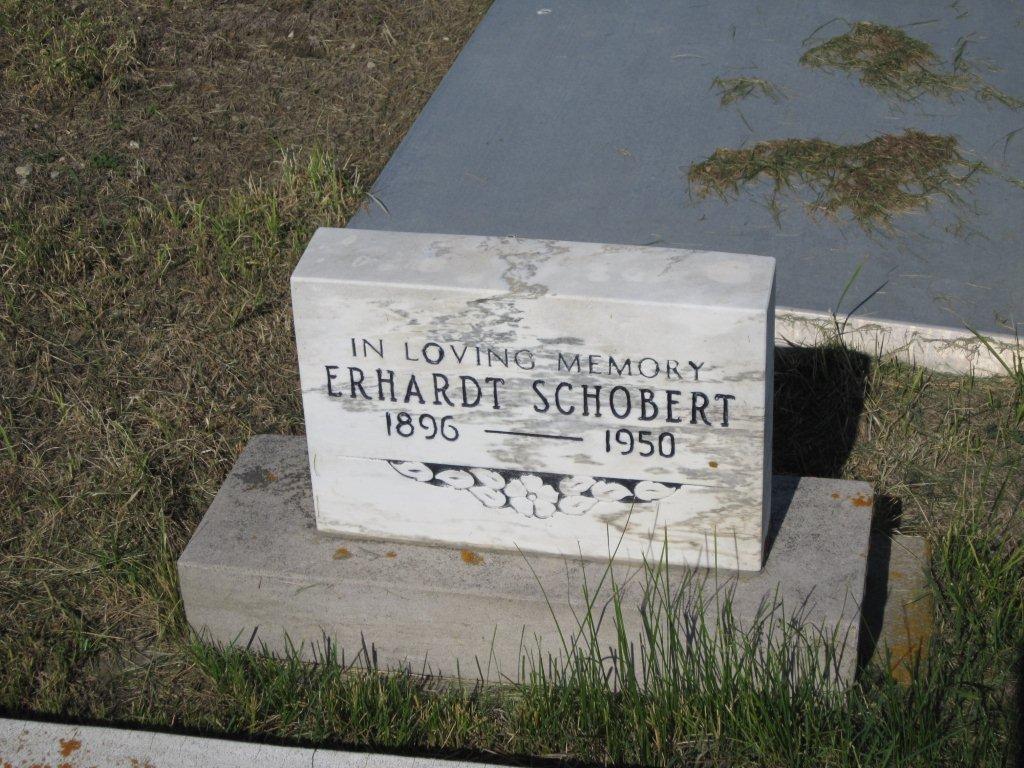 IN LOVING MEMORY
ERHARDT SCHOBERT
1896 — 1950